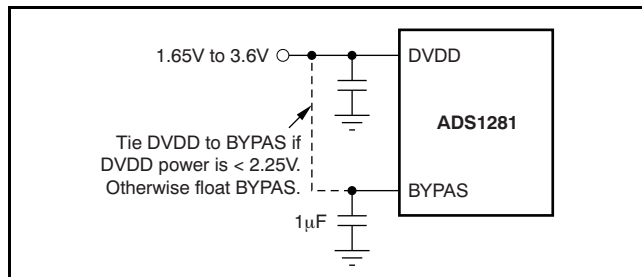 1.65V to 3.6V
DVDD
ADS1281
Tie DVDD to BYPAS if
DVDD power is < 2.25V.
Otherwise float BYPAS.
BYPAS
1μF